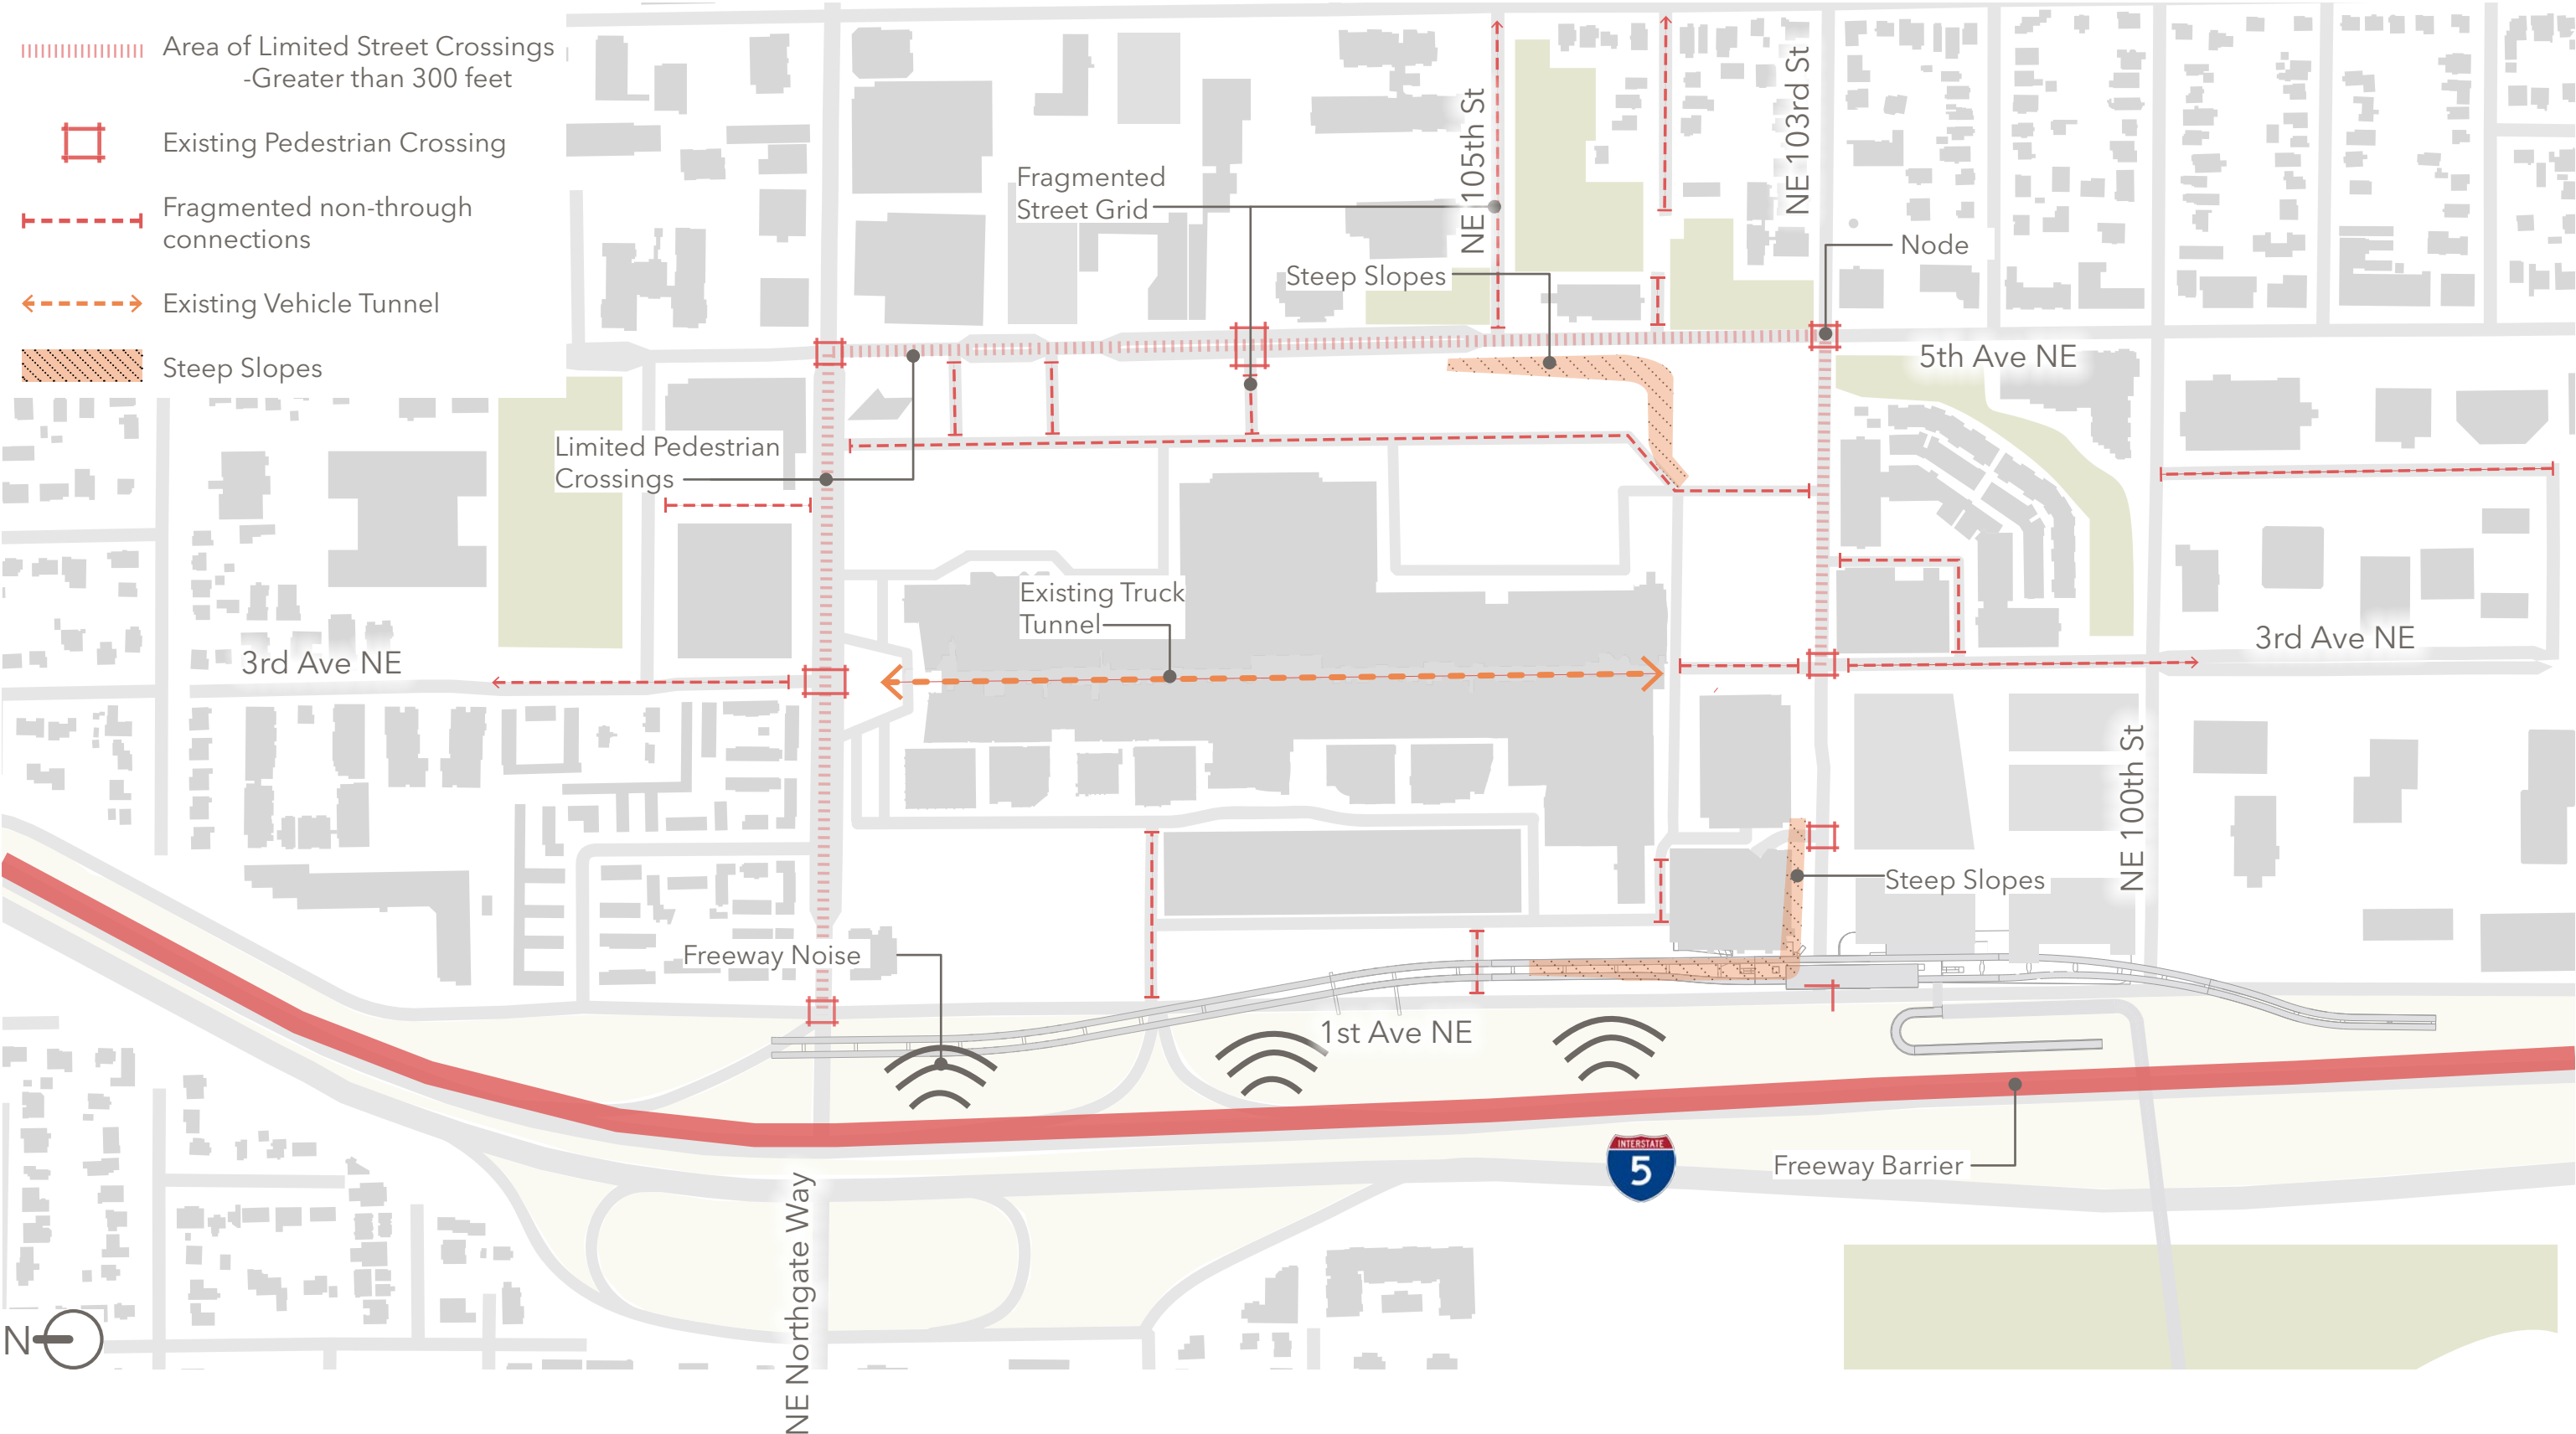 Area of Limited Street Crossings
-Greater than 300 feet
Existing Pedestrian Crossing
Fragmented non-through
connections
Existing Vehicle Tunnel
Steep Slopes
Fragmented
Street Grid
NE 105th St
NE 103rd St
Steep Slopes
Node
5th Ave NE
Limited Pedestrian
Crossings
Existing Truck
Tunnel
3rd Ave NE
3rd Ave NE
NE 100th St
Steep Slopes
Freeway Noise
1st Ave NE
INTERSTATE
5
Freeway Barrier
NE Northgate Way
N